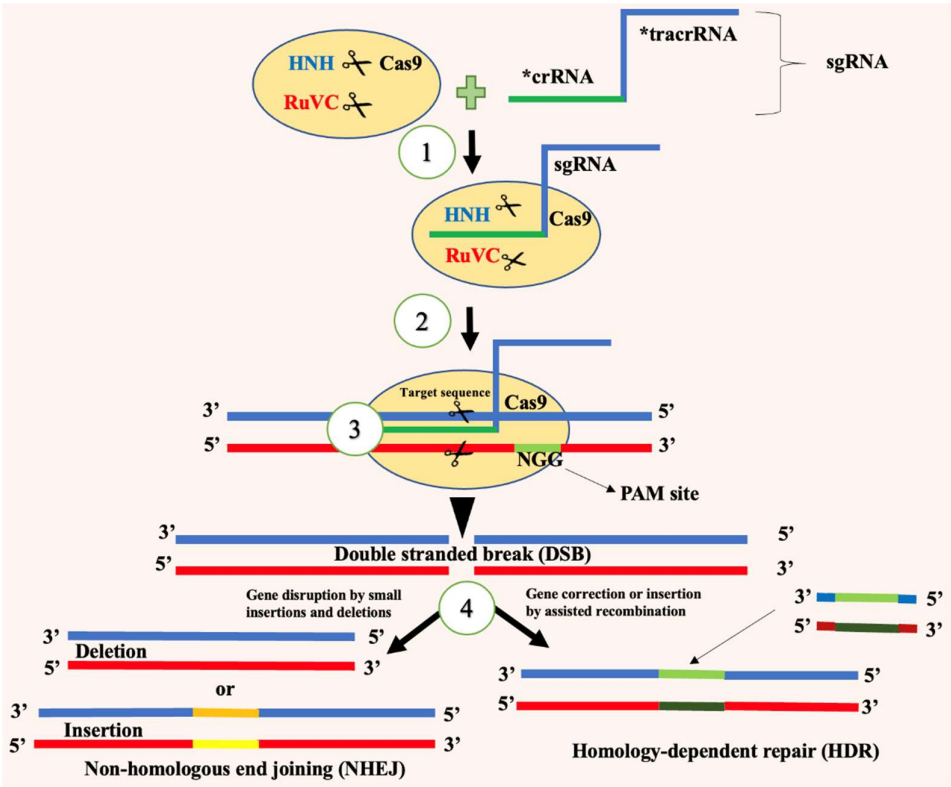 *tracrRNA
HNH Cas9
sgRNA
*crRNA
RuVC
1
sgRNA
HNH Cas9
RuVC
2
Target sequence
Cas9
3’ 5’
3
5’ 3’
NGG
PAM site
3’ 5’
Double stranded break (DSB)
5’ 3’
Gene disruption by small
insertions and deletions
4
Gene correction or insertion
by assisted recombination
3’ 5’
5’ 3’
3’ 5’
Deletion
5’ 3’
or
3’ 5’
Insertion
5’ 3’
Non-homologous end joining (NHEJ)
3’ 5’
5’ 3’
Homology-dependent repair (HDR)